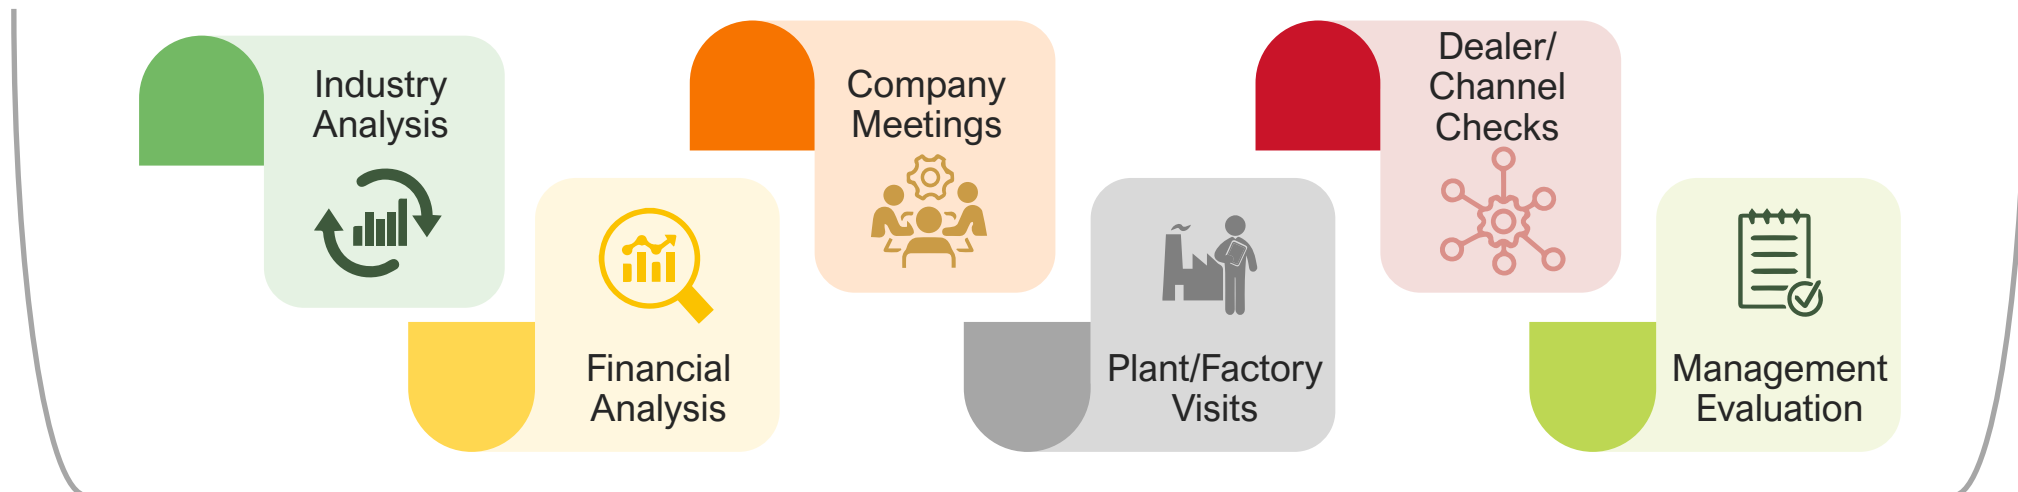 Industry
Analysis
Financial
Analysis
Company
Meetings
Plant/Factory
Visits
Dealer/
Channel
Checks
Management
Evaluation